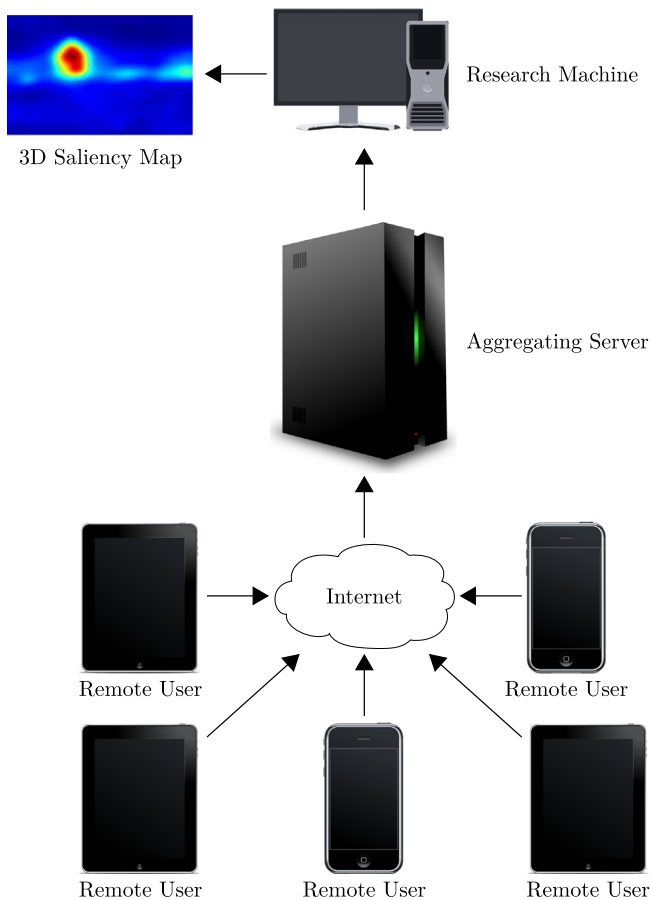 Research Machine
3D Saliency Map
Aggregating Server
Internet
Remote User
Remote User
Remote User
Remote User
Remote User